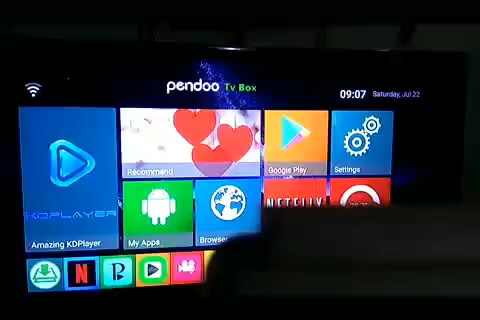 pendoo Tv Box
09:07 Saturday, Jul 22
KDPLAYER
Amazing KDPlayer
Recommend
Google Play
Settings
My Apps
Browser
NETFLIX
N